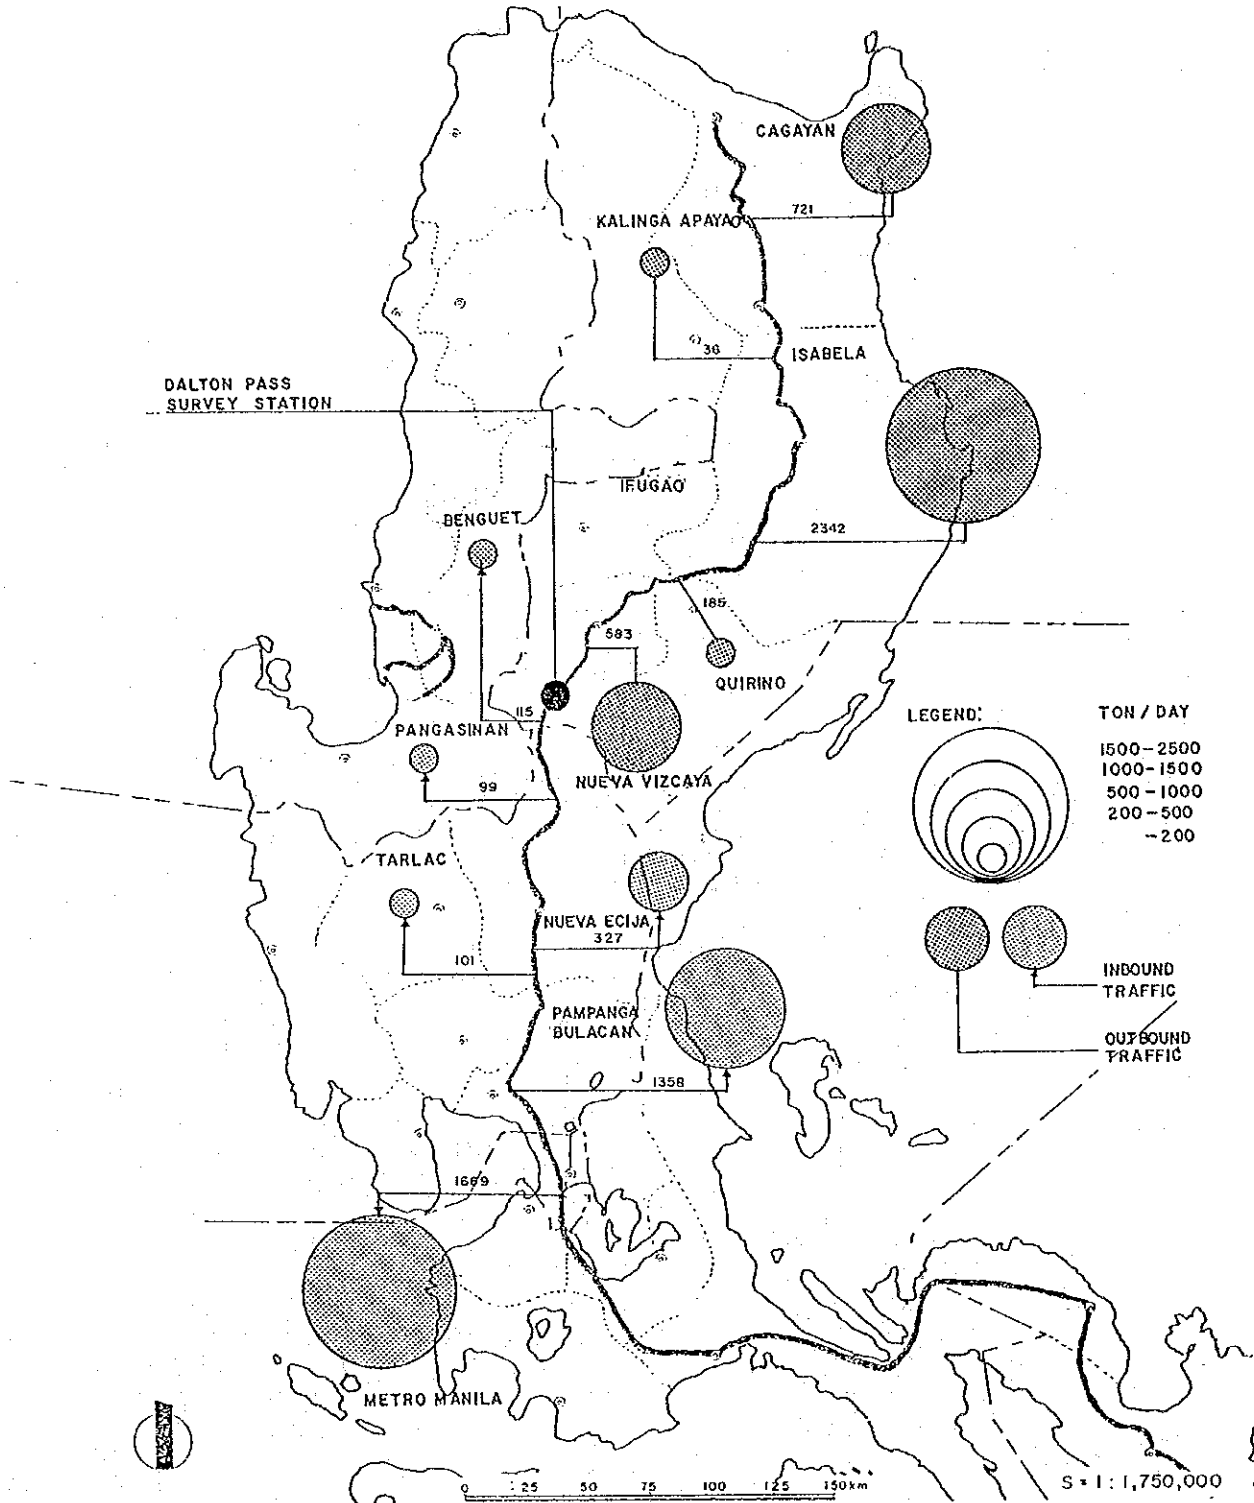 CAGAYAN
721
KALINGA APAYAO
36
ISABELA
DALTON PASS
SURVEY STATION
IFUGAO
BENGUET
2342
185
583
QUIRINO
115
PANGASINAN
NUEVA VIZCAYA
99
LEGEND:
TON / DAY
1500-2500
1000-1500
500-1000
200-500
-200
TARLAC
NUEVA ECIJA
327
101
INBOUND
TRAFFIC
PAMPANGA
BULACAN
OUTBOUND
TRAFFIC
1358
1669
METRO MANILA
0 25 50 100 125 150km
S = 1:1,750,000